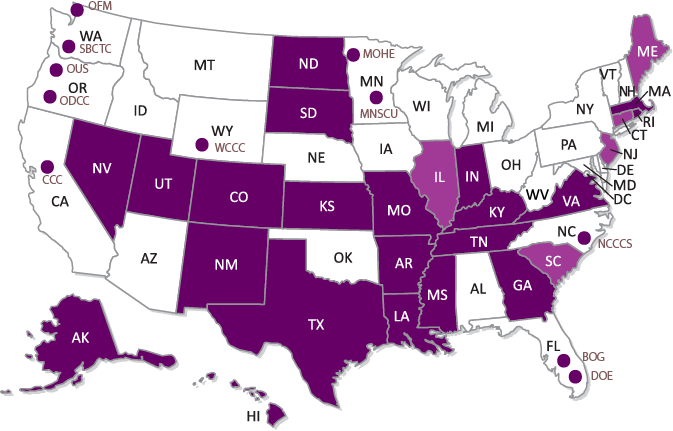 OFM
WA
SBCTC
OUS
OR
ODCC
MT
ID
WY
WCCC
ND
SD
MOHE
MN
MNSCU
WI
MI
NE
IA
CCC
CA
NV
UT
CO
KS
MO
IL
IN
OH
PA
NY
VT
NH
ME
MA
RI
CT
NJ
DE
MD
DC
WV
VA
KY
TN
NC
NCCCS
SC
AZ
NM
OK
AR
TX
LA
MS
AL
GA
FL
BOG
DOE
AK
HI